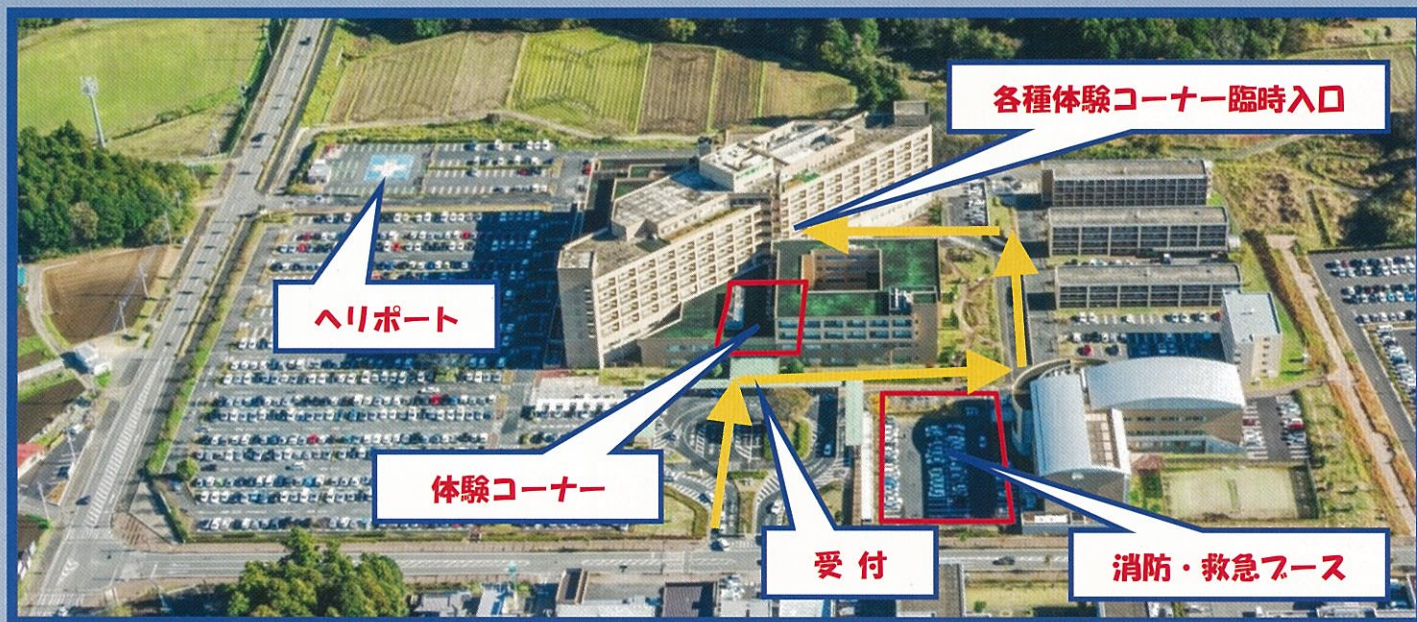 各種体験コーナー臨時入口
ヘリポート
体験コーナー
受付
消防・救急ブース